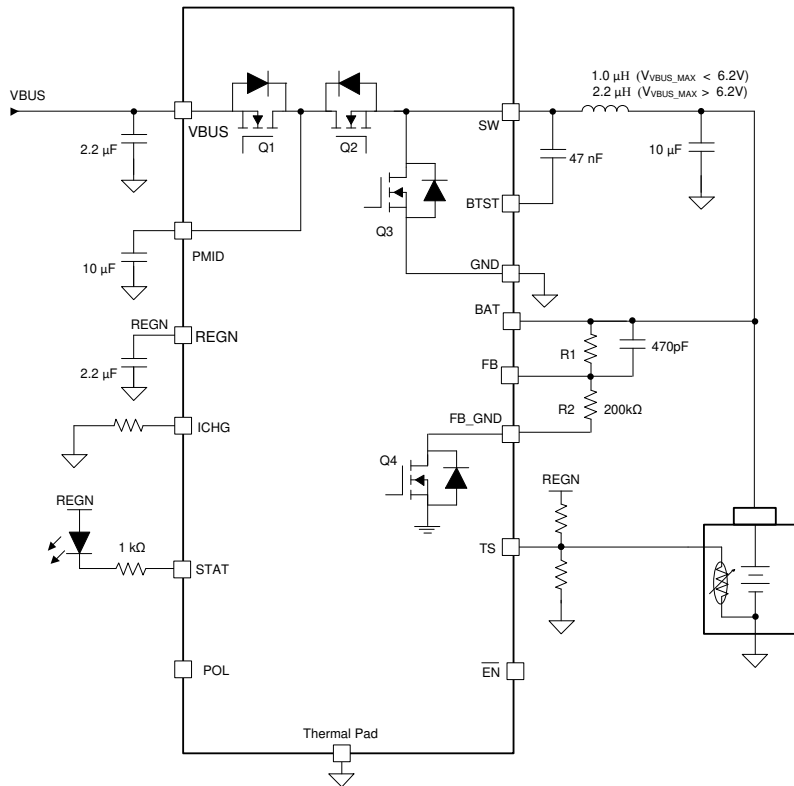 1.0 µH (VVBUS_MAX < 6.2V)
2.2 µH (VVBUS_MAX > 6.2V)
VBUS
VBUS
2.2 µF
Q1
Q2
SW
47 nF
10 µF
BTST
Q3
PMID
10 µF
GND
BAT
REGN
REGN
2.2 µF
R1
470pF
FB
R2
200kΩ
FB_GND
ICHG
Q4
REGN
REGN
1 kΩ
STAT
TS
POL
EN
Thermal Pad